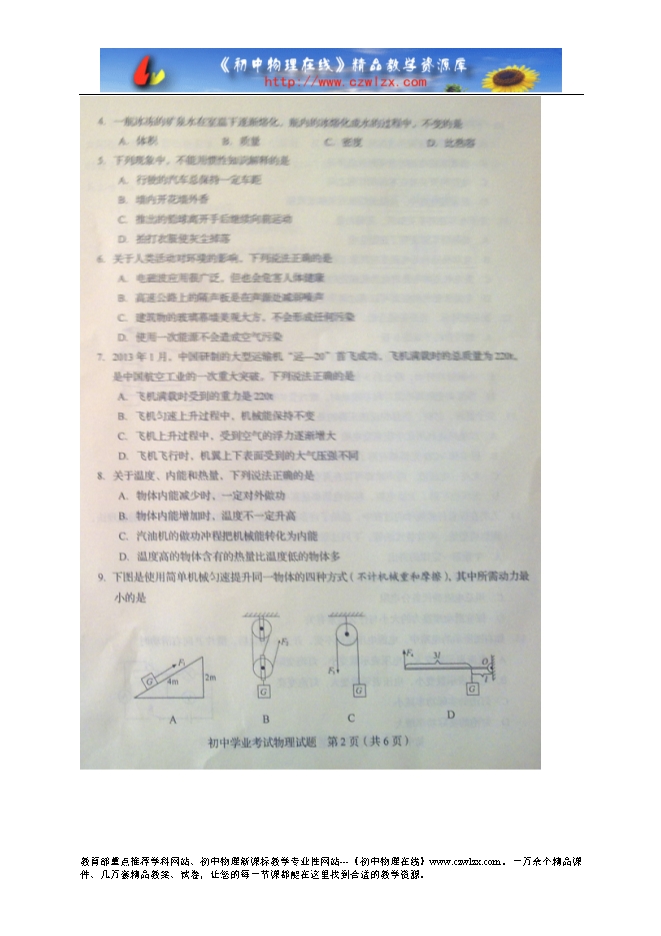 《初中物理在线》精品教学资源库
http://www.czwlzx.com
4. 一瓶冰冻的矿泉水在室温下逐渐熔化，瓶内的冰熔化成水的过程中，不变的是
A. 体积 B. 质量 C. 密度 D. 比热容
5. 下列现象中，不能用惯性知识解释的是
A. 行驶的汽车总保持一定车距
B. 墙内开花墙外香
C. 推出的铅球离开手后继续向前运动
D. 拍打衣服使灰尘掉落
6. 关于人类活动对环境的影响，下列说法正确的是
A. 电磁波应用很广泛，但也会危害人体健康
B. 高速公路上的隔声板是在声源处减弱噪声
C. 建筑物的玻璃幕墙美观大方，不会形成任何污染
D. 使用一次能源不会造成空气污染
7. 2013年1月，中国研制的大型运输机“运—20”首飞成功，飞机满载时的总质量为220t，
是中国航空工业的一次重大突破。下列说法正确的是
A. 飞机满载时受到的重力是220t
B. 飞机匀速上升过程中，机械能保持不变
C. 飞机上升过程中，受到空气的浮力逐渐增大
D. 飞机飞行时，机翼上下表面受到的大气压强不同
8. 关于温度、内能和热量，下列说法正确的是
A. 物体内能减少时，一定对外做功
B. 物体内能增加时，温度不一定升高
C. 汽油机的做功冲程把机械能转化为内能
D. 温度高的物体含有的热量比温度低的物体多
9. 下图是使用简单机械匀速提升同一物体的四种方式（不计机械重和摩擦），其中所需动力最
小的是
F₁ G 4m 2m
F₂ G
F₃ G
F₄ 3l O l G
A B C D
初中学业考试物理试题 第2页（共6页）
教育部重点推荐学科网站、初中物理新课标教学专业性网站---《初中物理在线》www.czwlzx.com。一万余个精品课
件、几万套精品教案、试卷，让您的每一节课都能在这里找到合适的教学资源。